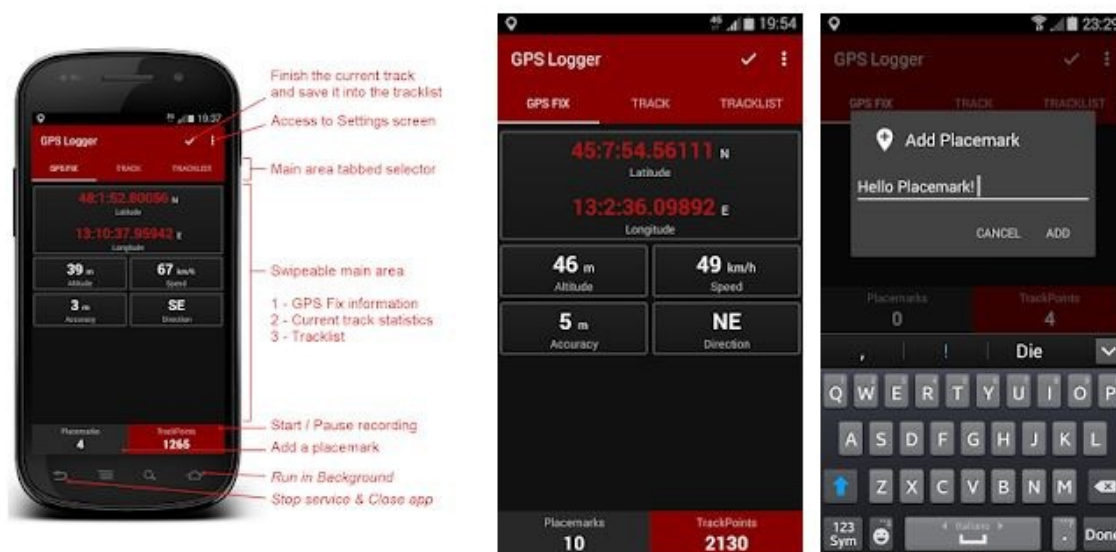 19:37
GPS Logger
GPS FIX TRACK TRACKLIST
48:1:52.80056 N
Latitude
13:10:37.95942 E
Longitude
39 m
Altitude
67 km/h
Speed
3 m
Accuracy
SE
Direction
Placemarks
4
TrackPoints
1265
Finish the current track
and save it into the tracklist
Access to Settings screen
Main area tabbed selector
Swipeable main area
1 - GPS Fix information
2 - Current track statistics
3 - Tracklist
Start / Pause recording
Add a placemark
Run in Background
Stop service & Close app
4G 19:54
GPS Logger
GPS FIX TRACK TRACKLIST
45:7:54.56111 N
Latitude
13:2:36.09892 E
Longitude
46 m
Altitude
49 km/h
Speed
5 m
Accuracy
NE
Direction
Placemarks
10
TrackPoints
2130
23:29
GPS Logger
GPS FIX TRACK TRACKLIST
Add Placemark
Hello Placemark!
CANCEL ADD
Placemarks
0
TrackPoints
4
, ! Die
Q W E R T Y U I O P
A S D F G H J K L
Z X C V B N M
123
Sym
Italiano
. Done